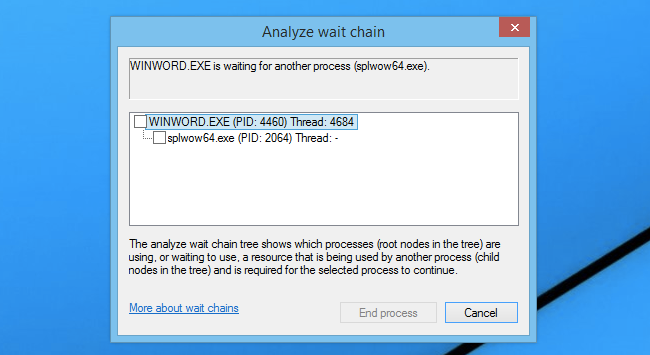 Analyze wait chain
WINWORD.EXE is waiting for another process (splwow64.exe).
WINWORD.EXE (PID: 4460) Thread: 4684
splwow64.exe (PID: 2064) Thread: -
The analyze wait chain tree shows which processes (root nodes in the tree) are
using, or waiting to use, a resource that is being used by another process (child
nodes in the tree) and is required for the selected process to continue.
More about wait chains
End process
Cancel